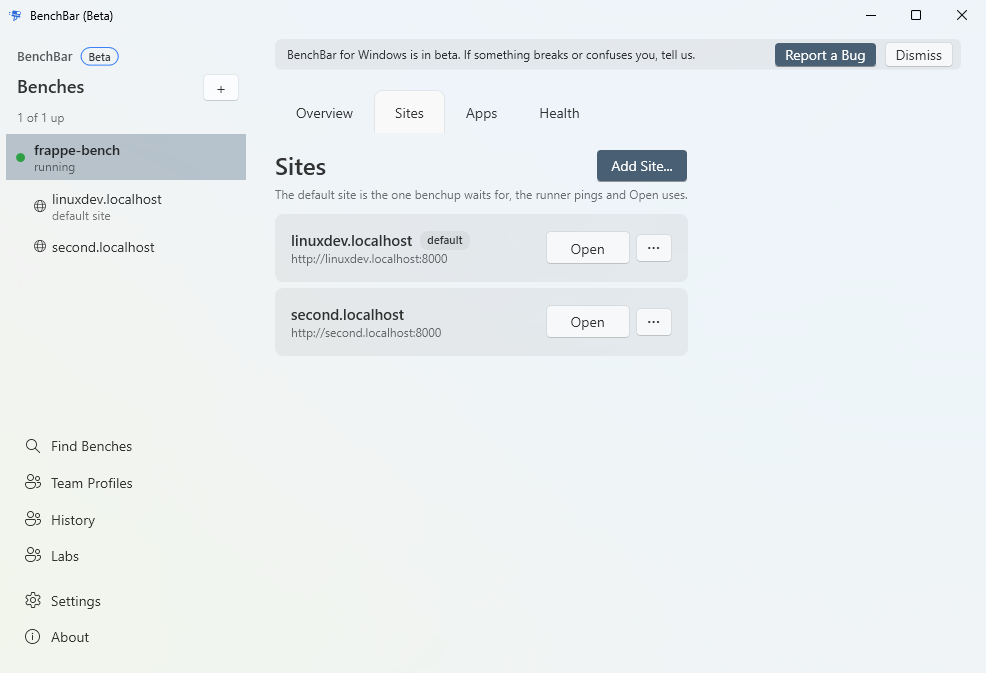 BenchBar (Beta)
BenchBar Beta
Benches
+
1 of 1 up
frappe-bench
running
linuxdev.localhost
default site
second.localhost
Find Benches
Team Profiles
History
Labs
Settings
About
BenchBar for Windows is in beta. If something breaks or confuses you, tell us.
Report a Bug
Dismiss
Overview
Sites
Apps
Health
Sites
Add Site...
The default site is the one benchup waits for, the runner pings and Open uses.
linuxdev.localhost default
http://linuxdev.localhost:8000
Open
...
second.localhost
http://second.localhost:8000
Open
...